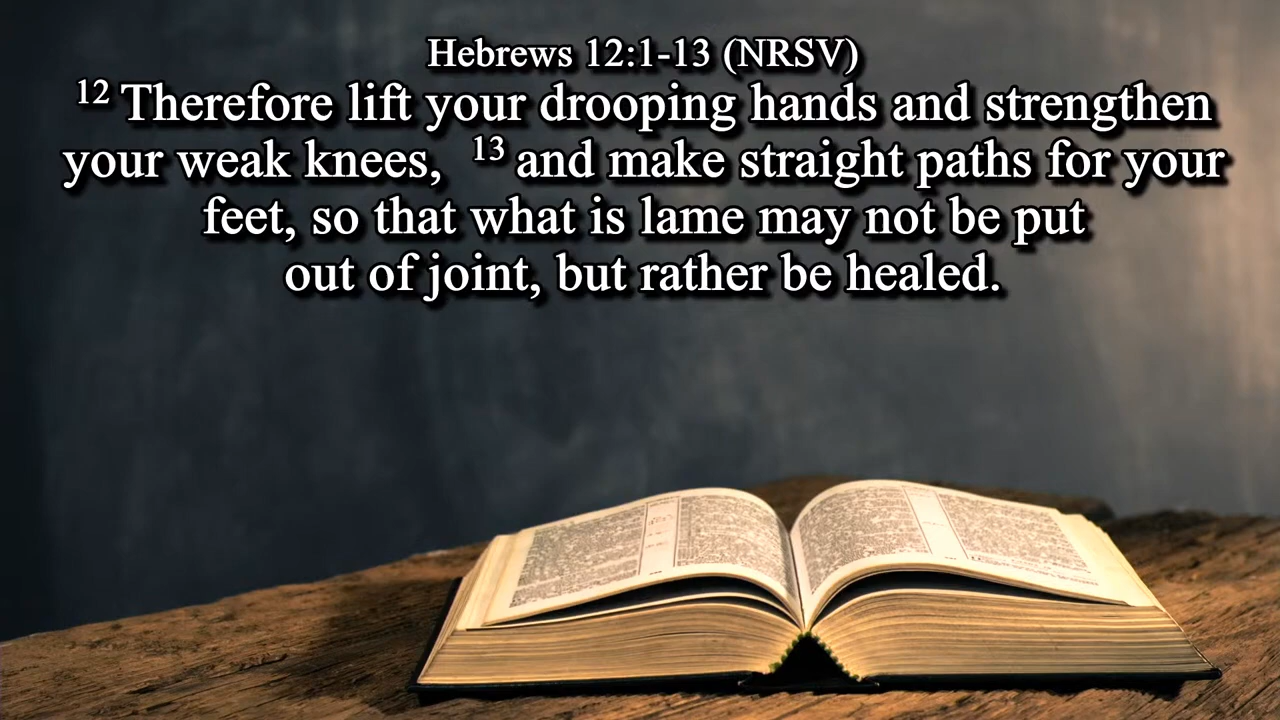 Hebrews 12:1-13 (NRSV)
12 Therefore lift your drooping hands and strengthen
your weak knees, 13 and make straight paths for your
feet, so that what is lame may not be put
out of joint, but rather be healed.